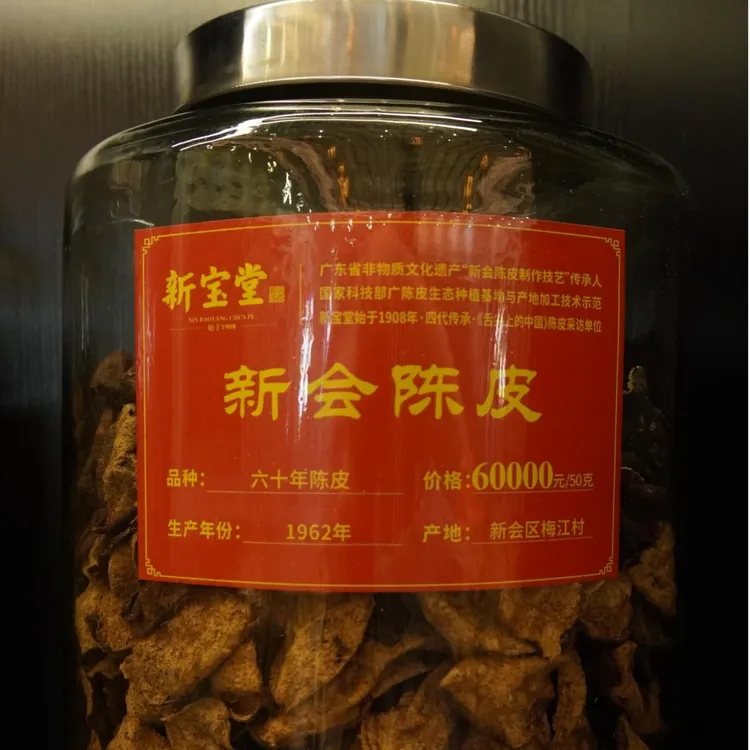 新宝堂
XIN BAO TANG CHEN PI
始于1908
广东省非物质文化遗产“新会陈皮制作技艺”传承人
国家科技部广陈皮生态种植基地与产地加工技术示范
新宝堂始于1908年·四代传承·《舌尖上的中国》陈皮采访单位
新会陈皮
品种： 六十年陈皮
价格：60000元/50克
生产年份： 1962年
产地： 新会区梅江村